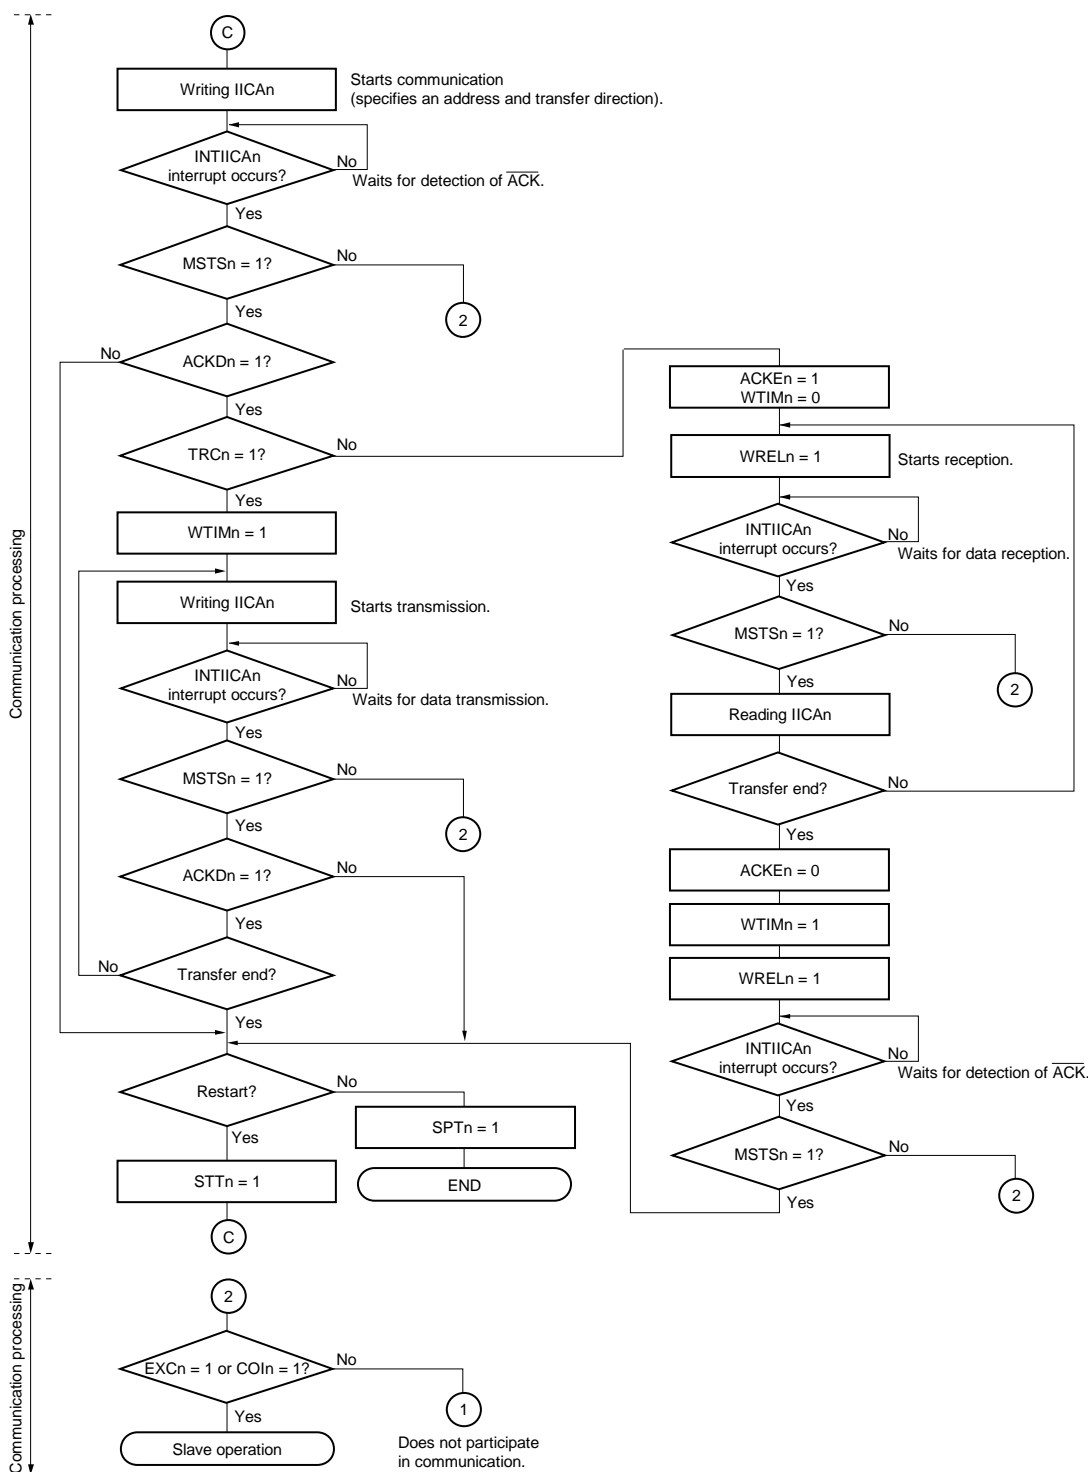 Communication processing
C
Writing IICAn
Starts communication
(specifies an address and transfer direction).
INTIICAn
interrupt occurs?
No
Waits for detection of ACK.
Yes
MSTSn = 1?
No
2
Yes
ACKDn = 1?
No
Yes
TRCn = 1?
No
Yes
WTIMn = 1
Writing IICAn
Starts transmission.
INTIICAn
interrupt occurs?
No
Waits for data transmission.
Yes
MSTSn = 1?
No
2
Yes
ACKDn = 1?
No
Yes
Transfer end?
No
Yes
Restart?
No
SPTn = 1
END
Yes
STTn = 1
C
ACKEn = 1
WTIMn = 0
WRELn = 1
Starts reception.
INTIICAn
interrupt occurs?
No
Waits for data reception.
Yes
MSTSn = 1?
No
2
Yes
Reading IICAn
Transfer end?
No
Yes
ACKEn = 0
WTIMn = 1
WRELn = 1
INTIICAn
interrupt occurs?
No
Waits for detection of ACK.
Yes
MSTSn = 1?
No
2
Yes
Communication processing
2
EXCn = 1 or COIn = 1?
No
1
Does not participate
in communication.
Yes
Slave operation